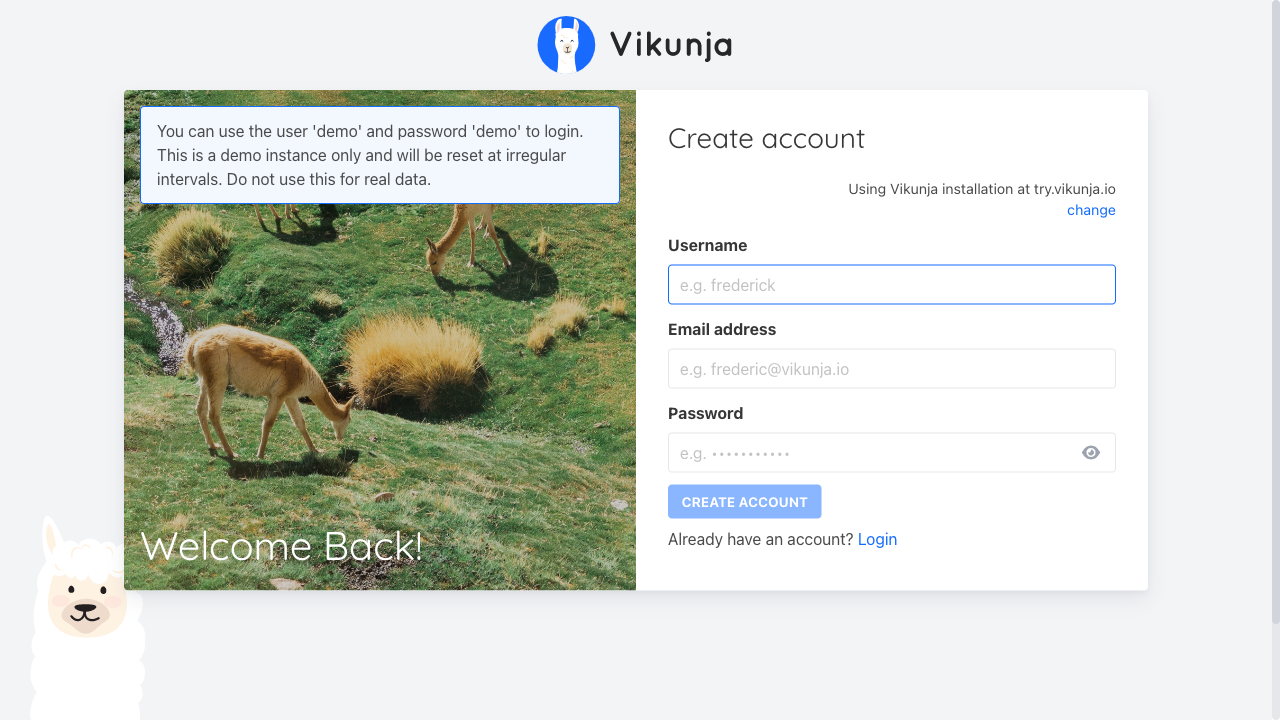 Vikunja
You can use the user 'demo' and password 'demo' to login.
This is a demo instance only and will be reset at irregular
intervals. Do not use this for real data.
Welcome Back!
Create account
Using Vikunja installation at try.vikunja.io
change
Username
e.g. frederick
Email address
e.g. frederic@vikunja.io
Password
e.g. •••••••••••
CREATE ACCOUNT
Already have an account? Login